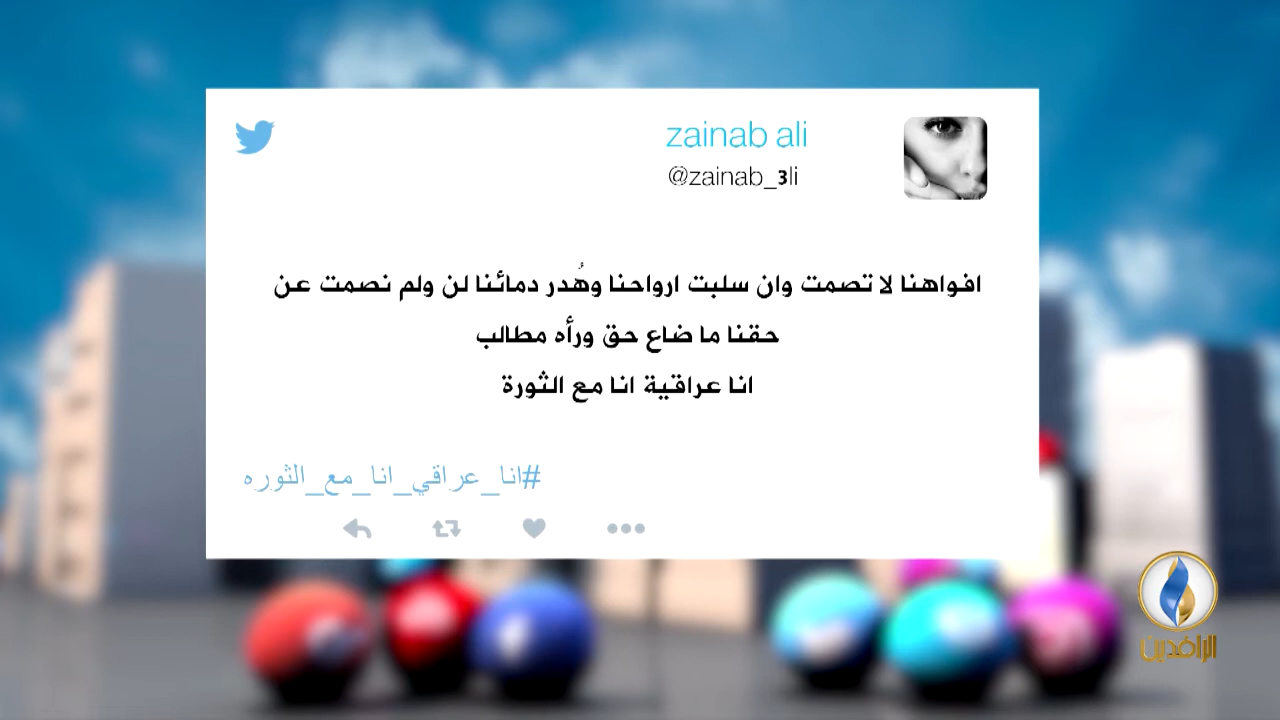 zainab ali
@zainab_3li
افواهنا لا تصمت وان سلبت ارواحنا وهُدر دمائنا لن ولم نصمت عن
حقنا ما ضاع حق ورأه مطالب
انا عراقية انا مع الثورة
#انا_عراقي_انا_مع_الثوره
الرافدين